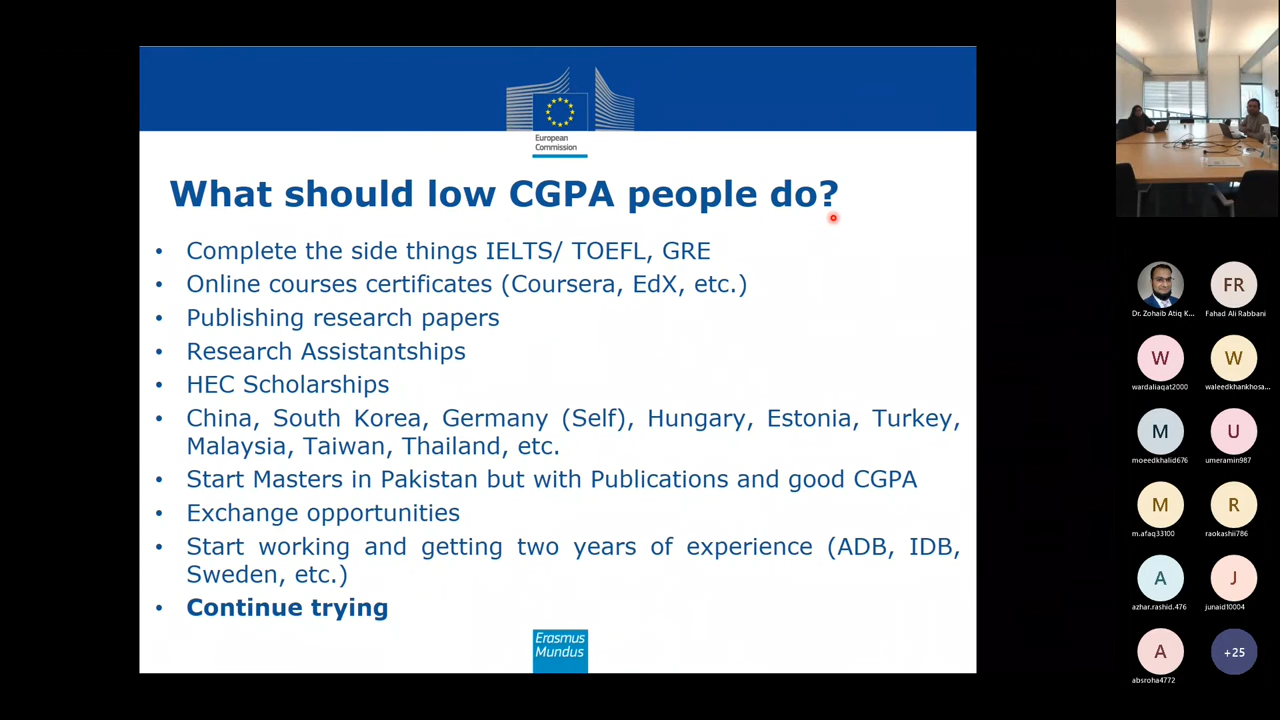 European
Commission
What should low CGPA people do?
• Complete the side things IELTS/ TOEFL, GRE
• Online courses certificates (Coursera, EdX, etc.)
• Publishing research papers
• Research Assistantships
• HEC Scholarships
• China, South Korea, Germany (Self), Hungary, Estonia, Turkey,
Malaysia, Taiwan, Thailand, etc.
• Start Masters in Pakistan but with Publications and good CGPA
• Exchange opportunities
• Start working and getting two years of experience (ADB, IDB,
Sweden, etc.)
• Continue trying
Erasmus
Mundus
FR
Dr. Zohaib Atiq K...
Fahad Ali Rabbani
W
W
wardaliaqat2000
waleedkhankhosa...
M
U
moeedkhalid676
umeramin987
M
R
m.afaq33100
raokashii786
A
J
azhar.rashid.476
junaid10004
A
+25
absroha4772